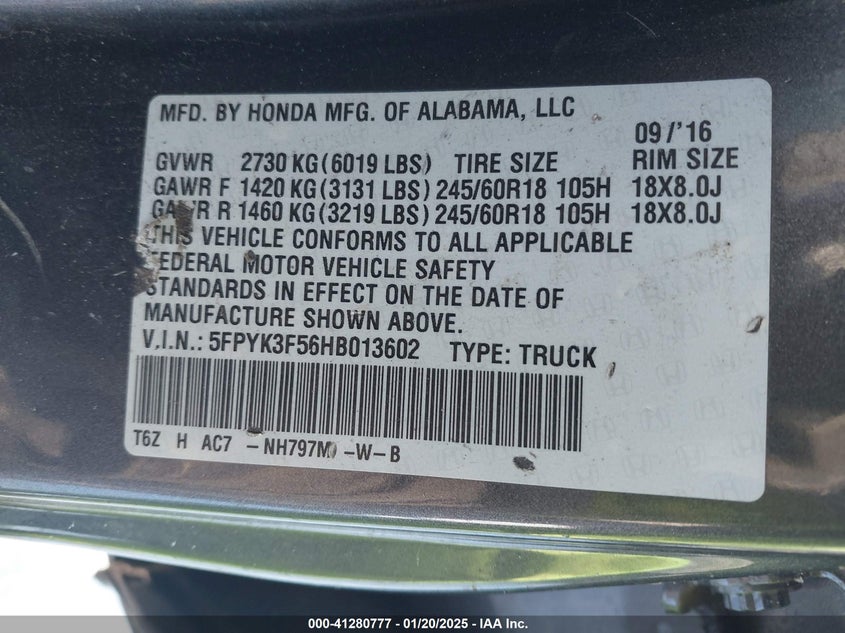 MFD. BY HONDA MFG. OF ALABAMA, LLC
09/'16
GVWR 2730 KG(6019 LBS) TIRE SIZE RIM SIZE
GAWR F 1420 KG(3131 LBS) 245/60R18 105H 18X8.0J
GAWR R 1460 KG(3219 LBS) 245/60R18 105H 18X8.0J
THIS VEHICLE CONFORMS TO ALL APPLICABLE
FEDERAL MOTOR VEHICLE SAFETY
STANDARDS IN EFFECT ON THE DATE OF
MANUFACTURE SHOWN ABOVE.
V.I.N.: 5FPYK3F56HB013602 TYPE: TRUCK
T6Z H AC7 -NH797M -W-B
000-41280777 - 01/20/2025 - IAA Inc.